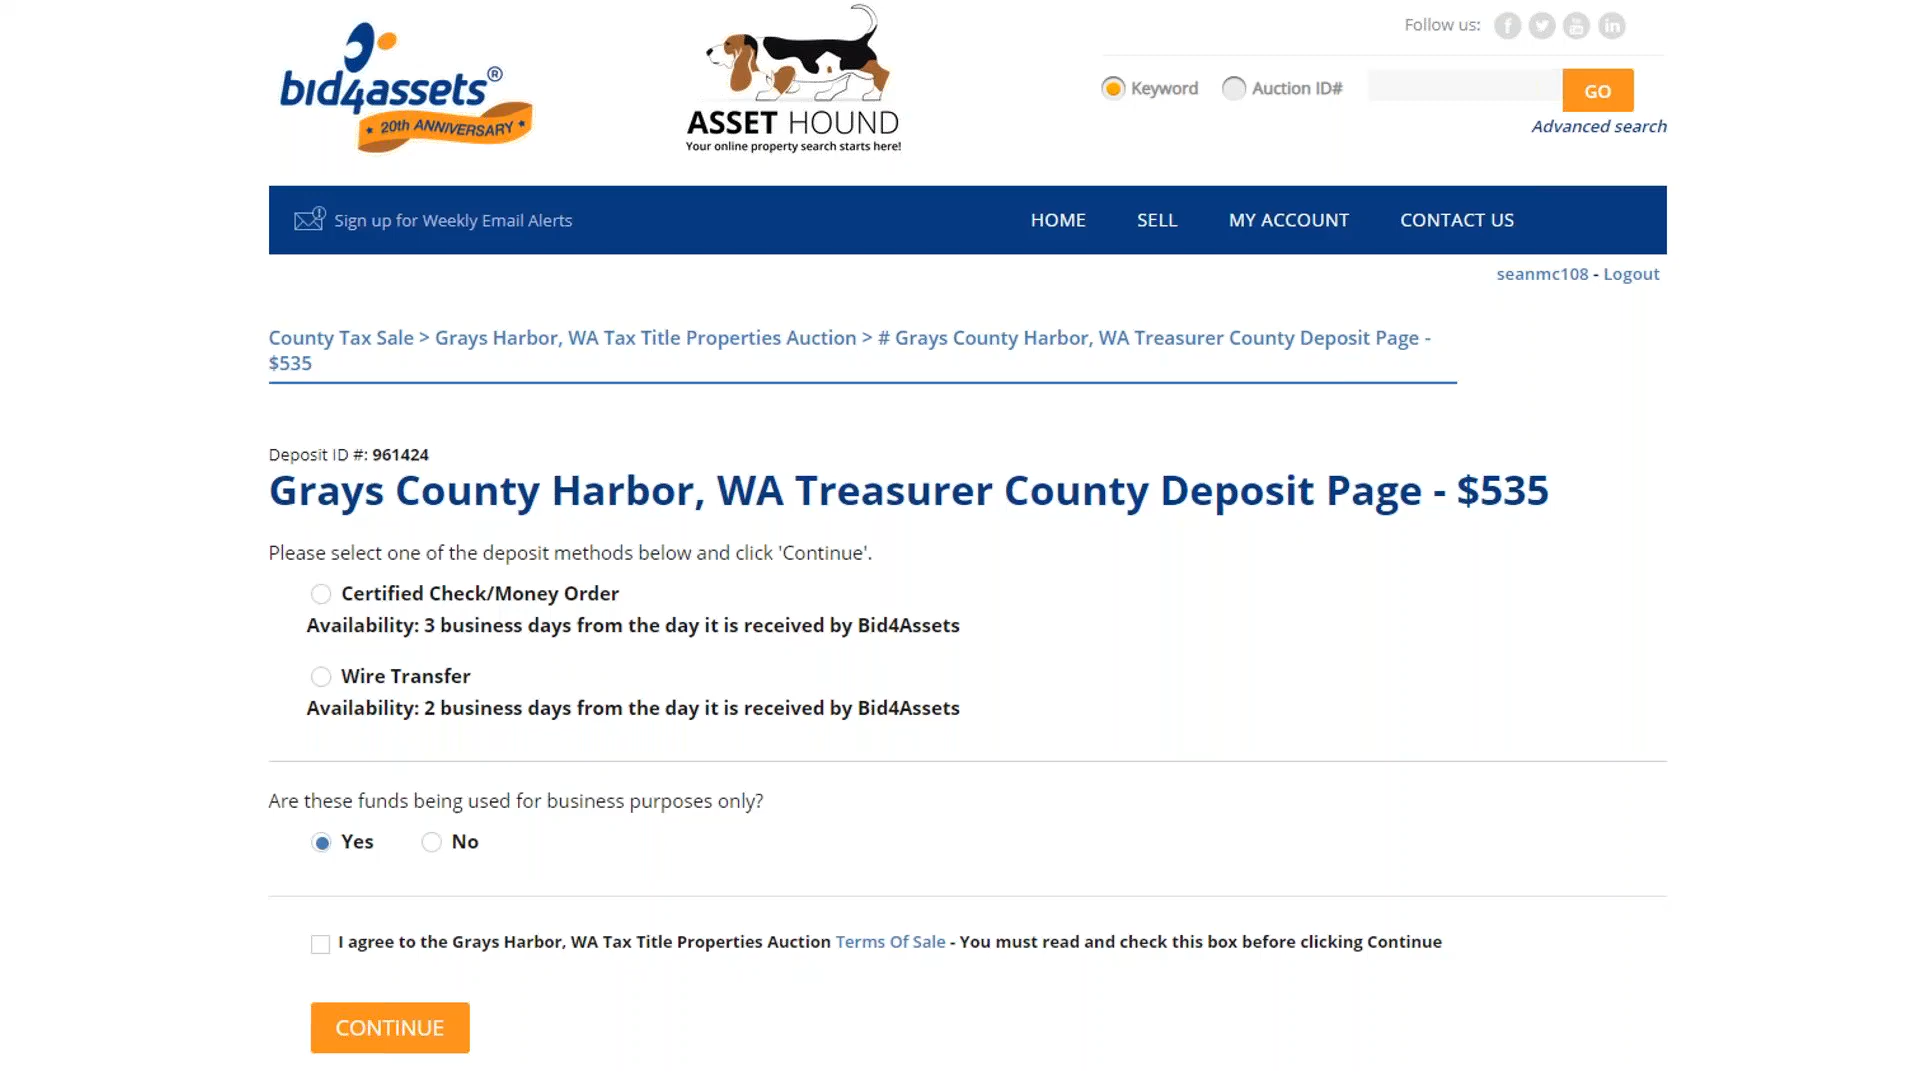 bid4assets®
★ 20th ANNIVERSARY ★
ASSET HOUND
Your online property search starts here!
Follow us:
Keyword
Auction ID#
GO
Advanced search
Sign up for Weekly Email Alerts
HOME
SELL
MY ACCOUNT
CONTACT US
seanmc108 - Logout
County Tax Sale > Grays Harbor, WA Tax Title Properties Auction > # Grays County Harbor, WA Treasurer County Deposit Page -
$535
Deposit ID #: 961424
Grays County Harbor, WA Treasurer County Deposit Page - $535
Please select one of the deposit methods below and click 'Continue'.
Certified Check/Money Order
Availability: 3 business days from the day it is received by Bid4Assets
Wire Transfer
Availability: 2 business days from the day it is received by Bid4Assets
Are these funds being used for business purposes only?
Yes No
I agree to the Grays Harbor, WA Tax Title Properties Auction Terms Of Sale - You must read and check this box before clicking Continue
CONTINUE